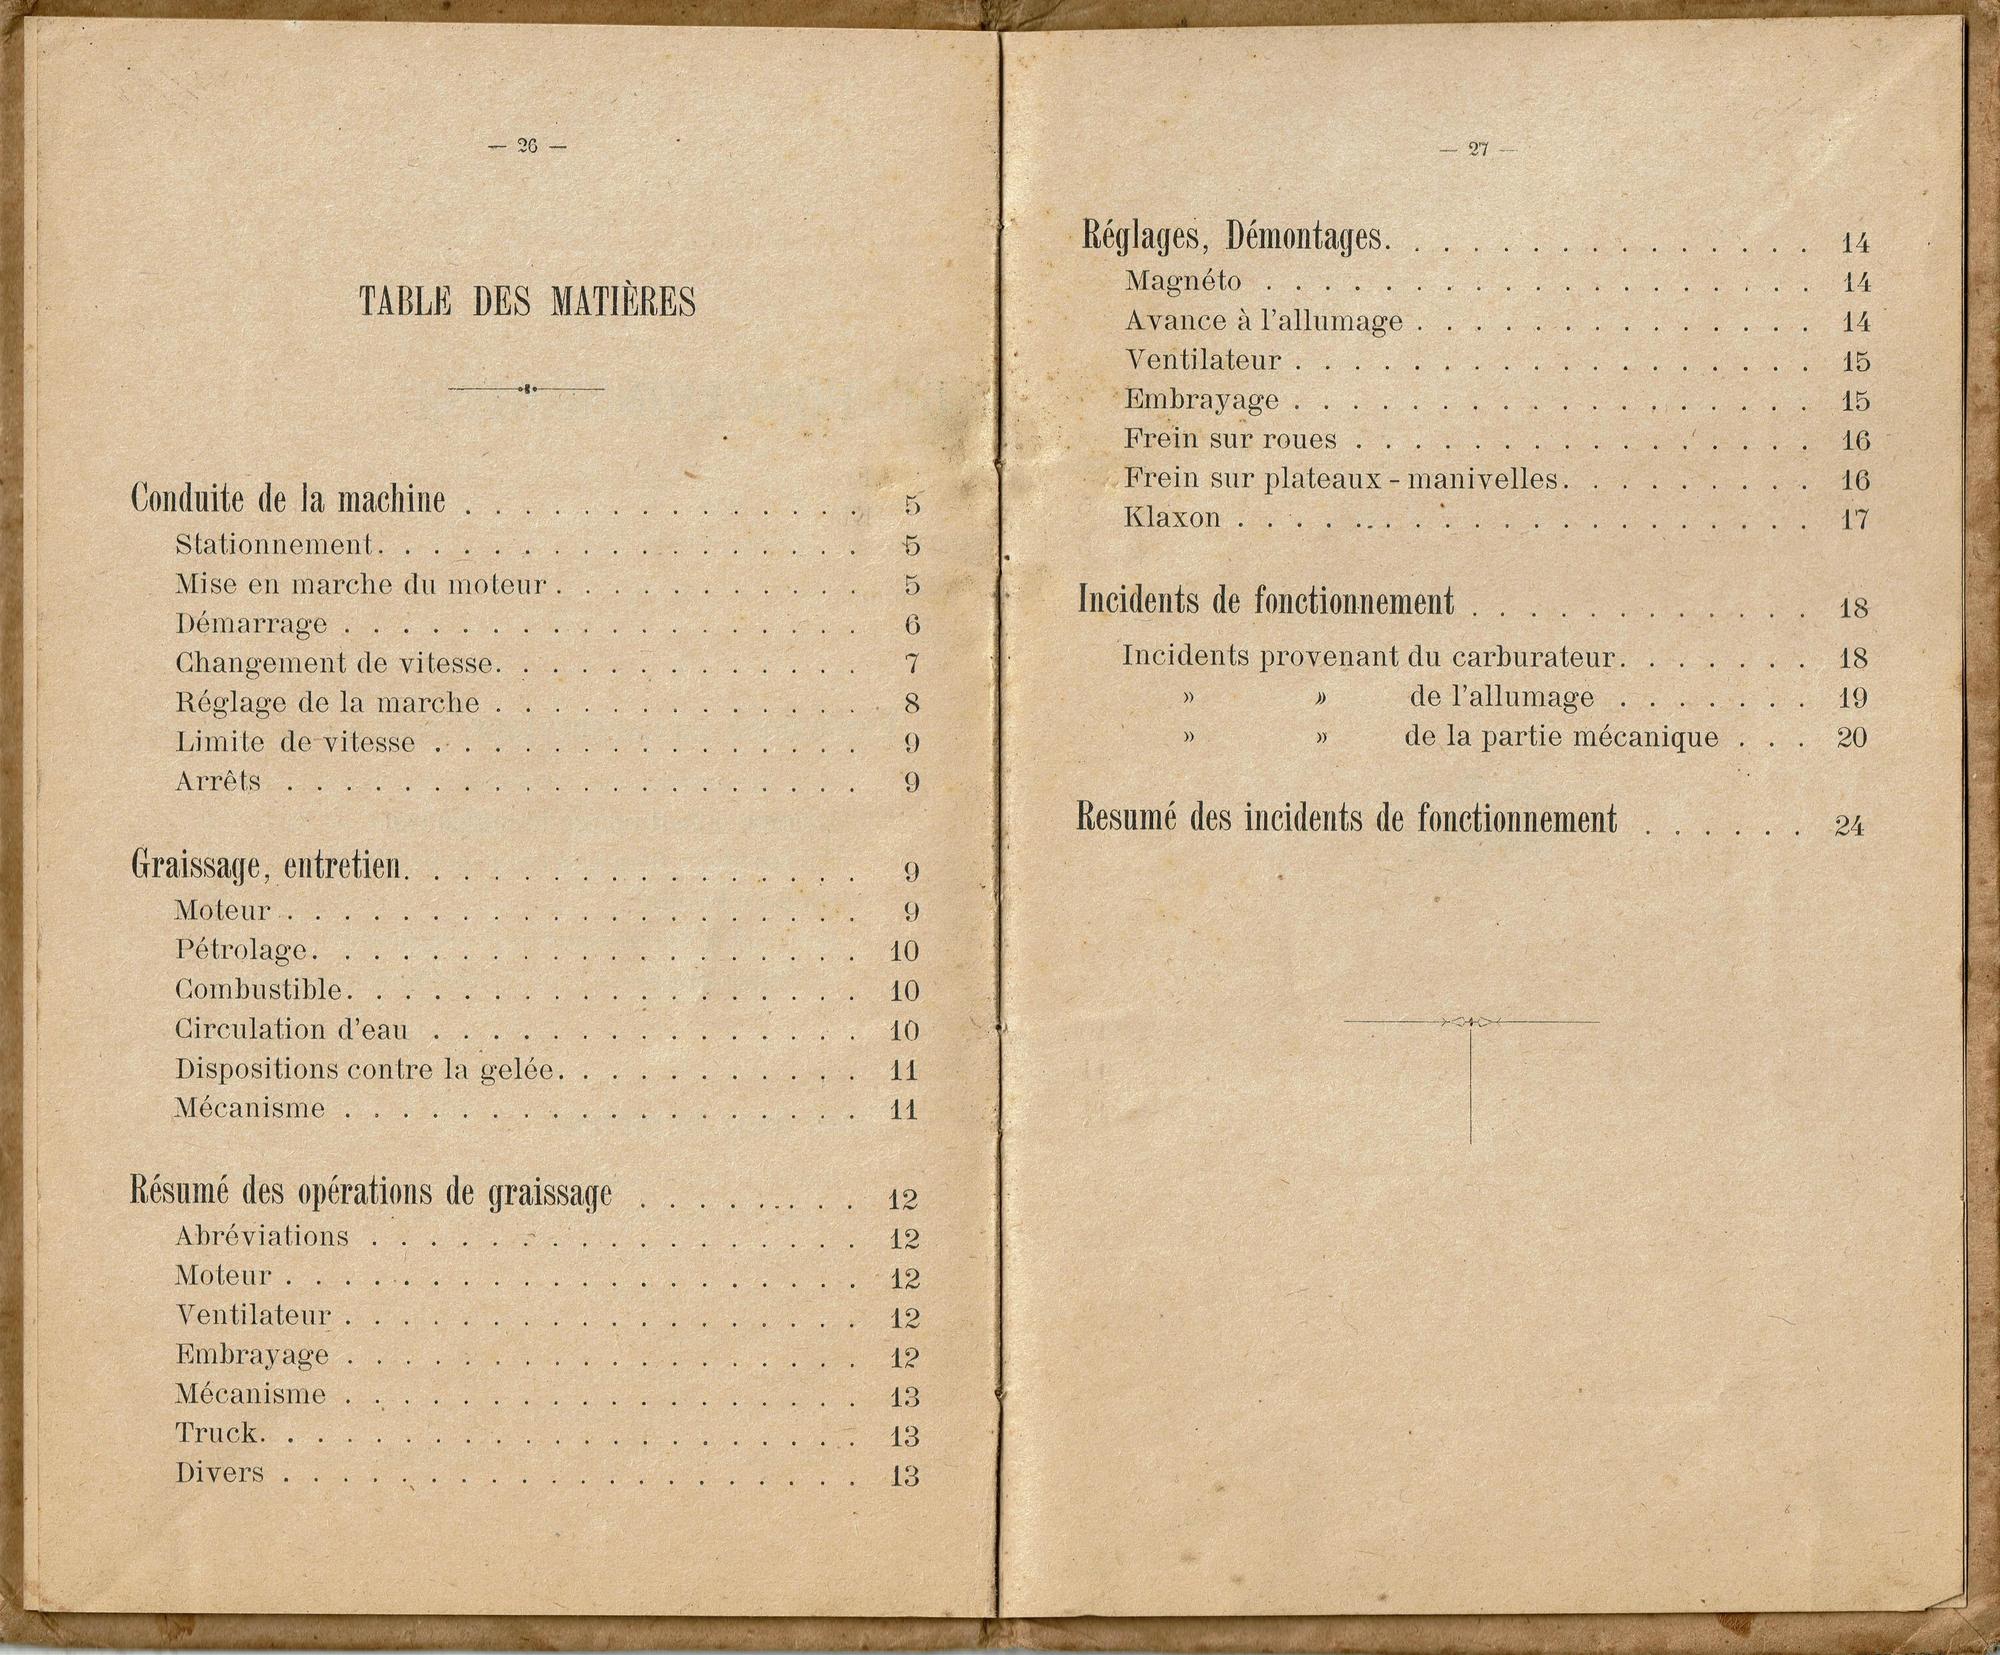 — 26 —
TABLE DES MATIÈRES
Conduite de la machine . . . . . . . . . . . . . . 5
Stationnement. . . . . . . . . . . . . . . . . 5
Mise en marche du moteur . . . . . . . . . . . 5
Démarrage . . . . . . . . . . . . . . . . . . 6
Changement de vitesse. . . . . . . . . . . . . 7
Réglage de la marche . . . . . . . . . . . . . 8
Limite de vitesse . . . . . . . . . . . . . . . 9
Arrêts . . . . . . . . . . . . . . . . . . . . 9
Graissage, entretien. . . . . . . . . . . . . . . . 9
Moteur . . . . . . . . . . . . . . . . . . . . 9
Pétrolage. . . . . . . . . . . . . . . . . . . 10
Combustible. . . . . . . . . . . . . . . . . . 10
Circulation d'eau . . . . . . . . . . . . . . . 10
Dispositions contre la gelée. . . . . . . . . . . 11
Mécanisme . . . . . . . . . . . . . . . . . . 11
Résumé des opérations de graissage . . . . . . . . . 12
Abréviations . . . . . . . . . . . . . . . . . 12
Moteur . . . . . . . . . . . . . . . . . . . . 12
Ventilateur . . . . . . . . . . . . . . . . . . 12
Embrayage . . . . . . . . . . . . . . . . . . 12
Mécanisme . . . . . . . . . . . . . . . . . . 13
Truck. . . . . . . . . . . . . . . . . . . . . 13
Divers . . . . . . . . . . . . . . . . . . . . 13
— 27 —
Réglages, Démontages. . . . . . . . . . . . . . . 14
Magnéto . . . . . . . . . . . . . . . . . . . 14
Avance à l'allumage . . . . . . . . . . . . . . 14
Ventilateur . . . . . . . . . . . . . . . . . . 15
Embrayage . . . . . . . . . . . . . . . . . . 15
Frein sur roues . . . . . . . . . . . . . . . . 16
Frein sur plateaux - manivelles. . . . . . . . . 16
Klaxon . . . . . . . . . . . . . . . . . . . . 17
Incidents de fonctionnement . . . . . . . . . . . . 18
Incidents provenant du carburateur. . . . . . . 18
» » de l'allumage . . . . . . . 19
» » de la partie mécanique . . . 20
Resumé des incidents de fonctionnement . . . . . . 24